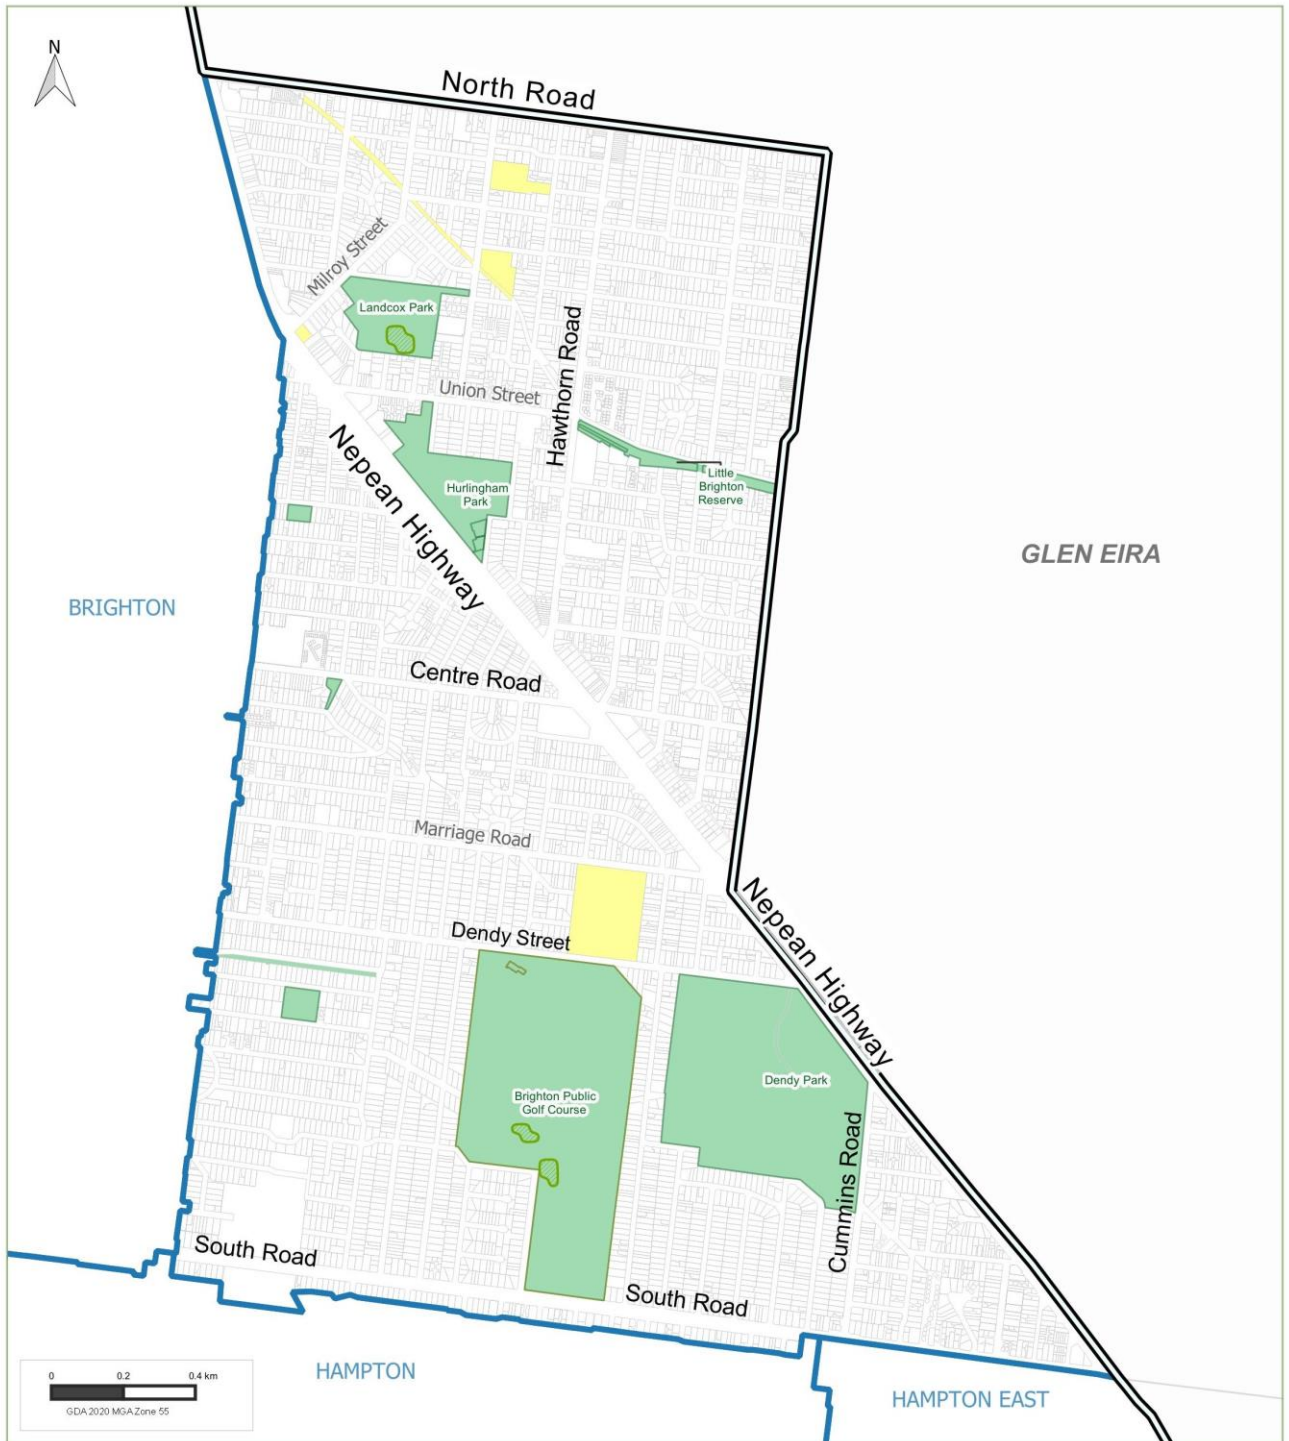 N
North Road
Milroy Street
Landcox Park
Hawthorn Road
Union Street
Nepean Highway
Hurlingham
Park
Little
Brighton
Reserve
GLEN EIRA
BRIGHTON
Centre Road
Marriage Road
Nepean Highway
Dendy Street
Dendy Park
Brighton Public
Golf Course
Cummins Road
South Road
South Road
HAMPTON
HAMPTON EAST
0 0.2 0.4 km
GDA 2020 MGA Zone 55